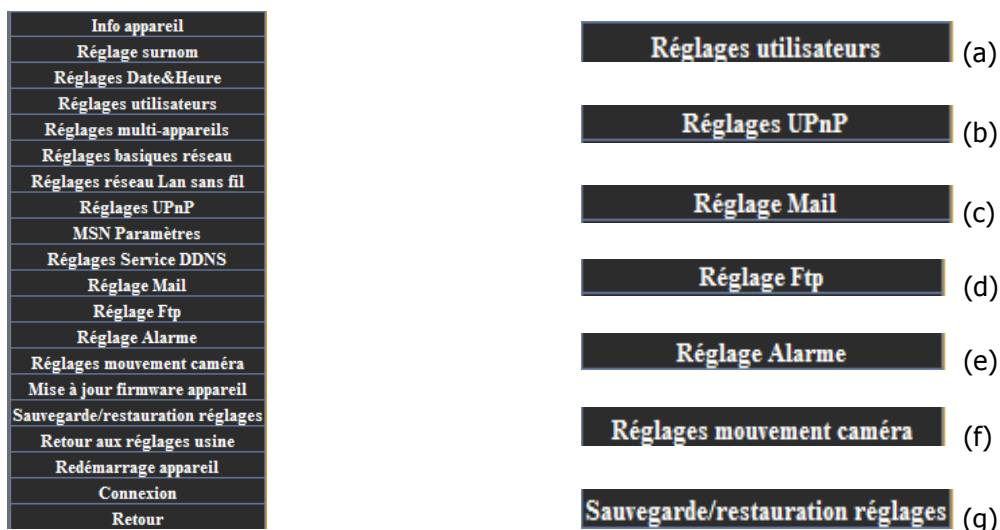 Info appareil
Réglage surnom
Réglages Date&Heure
Réglages utilisateurs
Réglages multi-appareils
Réglages basiques réseau
Réglages réseau Lan sans fil
Réglages UPnP
MSN Paramètres
Réglages Service DDNS
Réglage Mail
Réglage Ftp
Réglage Alarme
Réglages mouvement caméra
Mise à jour firmware appareil
Sauvegarde/restauration réglages
Retour aux réglages usine
Redémarrage appareil
Connexion
Retour
Réglages utilisateurs (a)
Réglages UPnP (b)
Réglage Mail (c)
Réglage Ftp (d)
Réglage Alarme (e)
Réglages mouvement caméra (f)
Sauvegarde/restauration réglages (g)